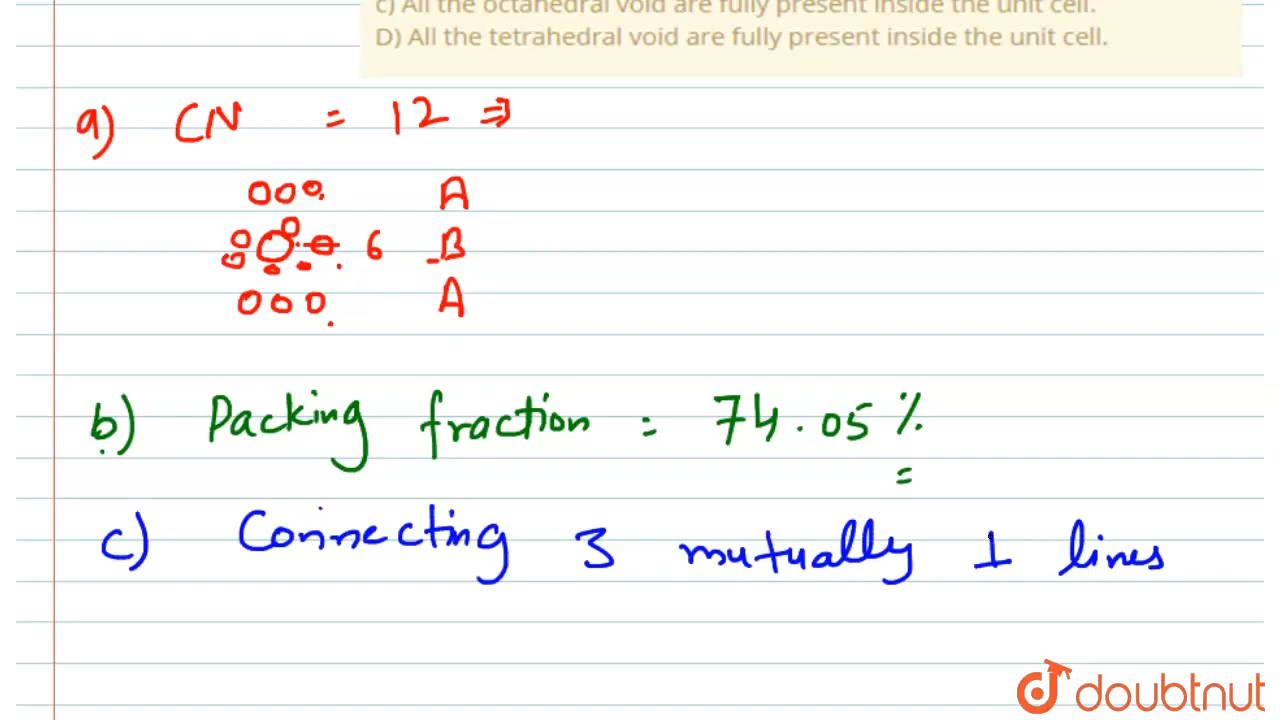 c) All the octahedral void are fully present inside the unit cell.
D) All the tetrahedral void are fully present inside the unit cell.
a) CN = 12 ⇒
A
6 B
A
b) Packing fraction = 74.05 %
=
c) Connecting 3 mutually ⊥ lines
doubtnut